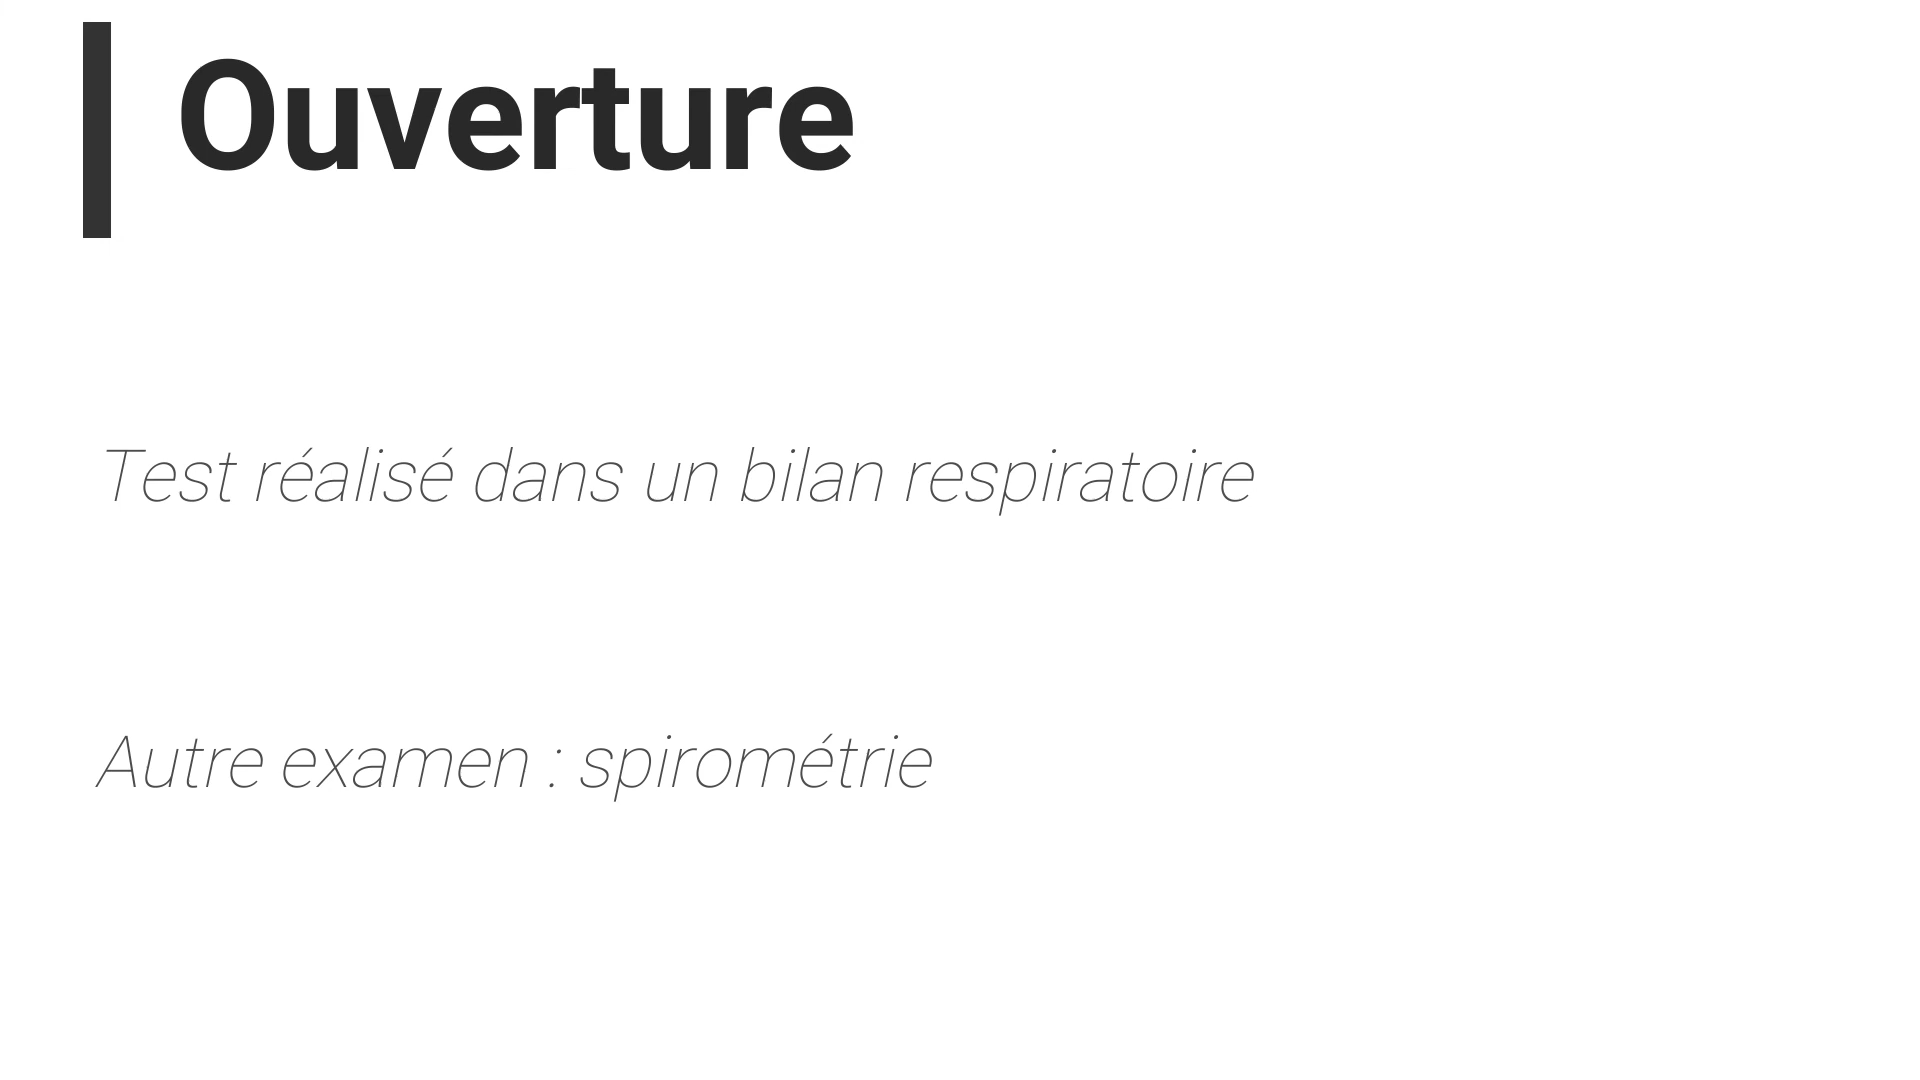 Ouverture
Test réalisé dans un bilan respiratoire
Autre examen : spirométrie